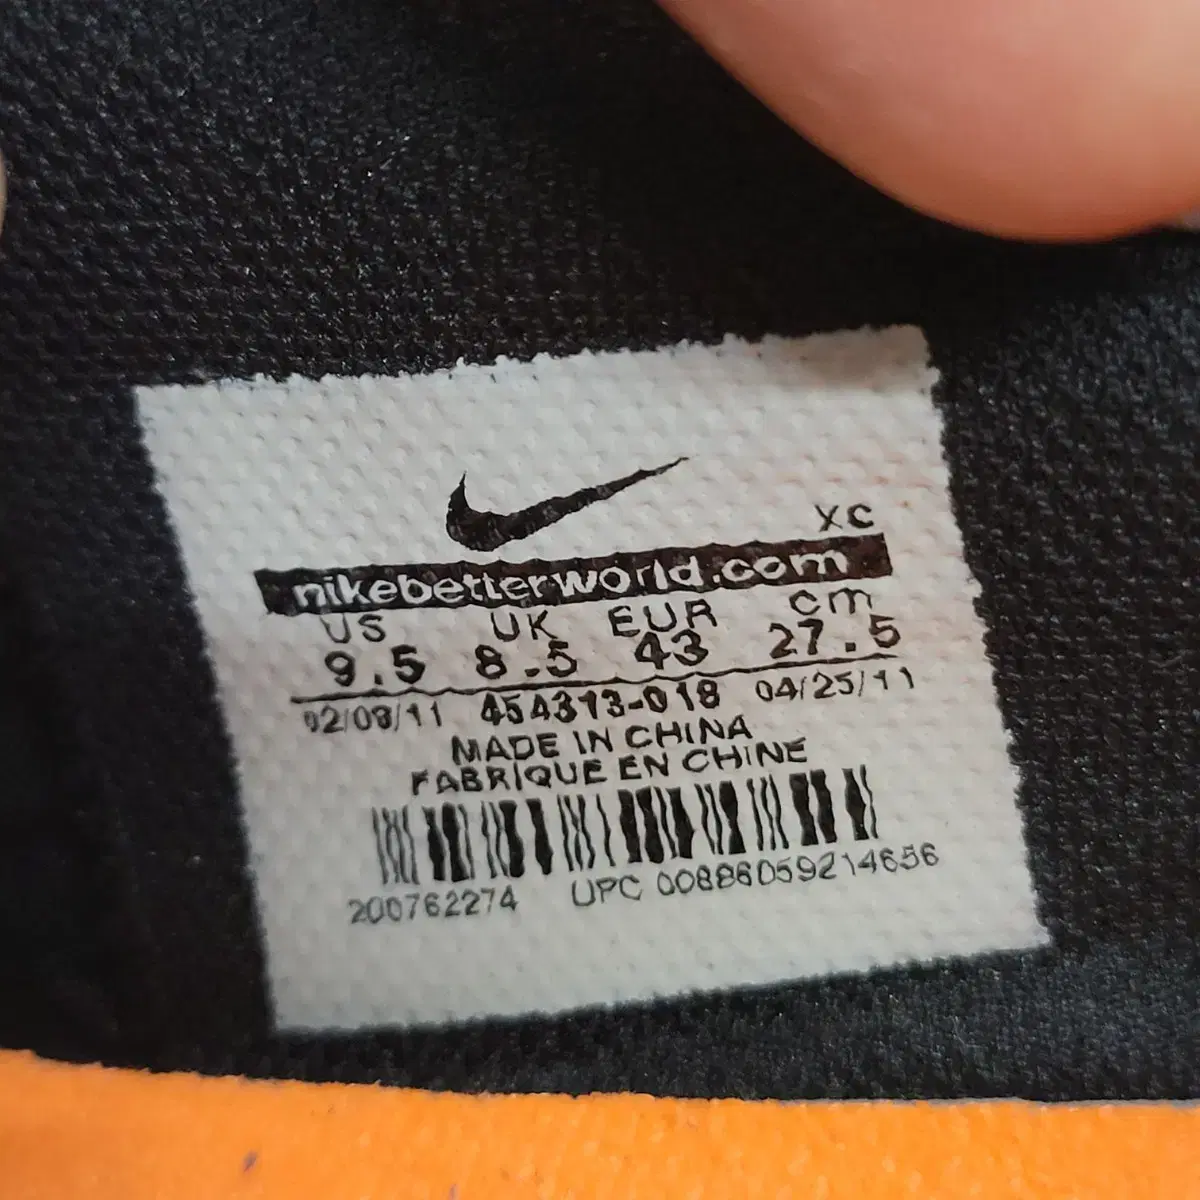 XC
nikebetterworld.com
US UK EUR cm
9.5 8.5 43 27.5
02/08/11 454313-018 04/25/11
MADE IN CHINA
FABRIQUE EN CHINE
200762274 UPC 00886059214656